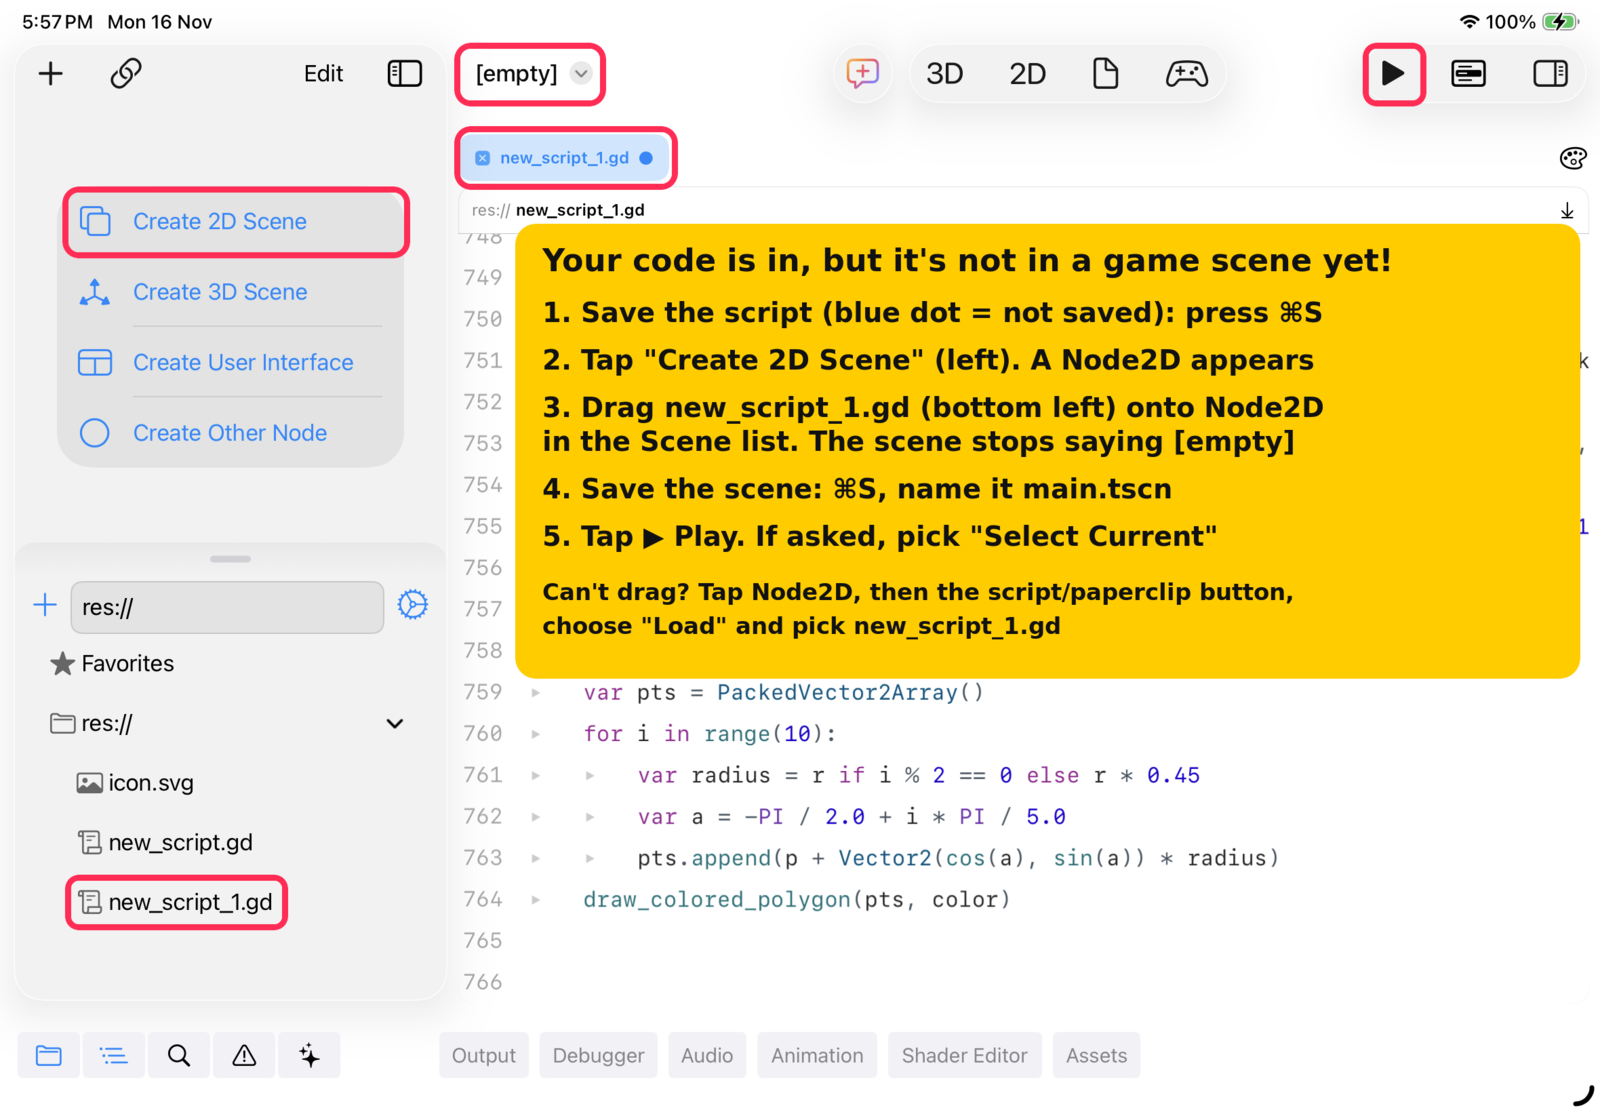 5:57 PM Mon 16 Nov
100%
Edit
[empty]
3D
2D
new_script_1.gd
res:// new_script_1.gd
Create 2D Scene
Create 3D Scene
Create User Interface
Create Other Node
res://
Favorites
res://
icon.svg
new_script.gd
new_script_1.gd
748
749
750
751
752
753
754
755
756
757
758
Your code is in, but it's not in a game scene yet!
1. Save the script (blue dot = not saved): press ⌘S
2. Tap "Create 2D Scene" (left). A Node2D appears
3. Drag new_script_1.gd (bottom left) onto Node2D
in the Scene list. The scene stops saying [empty]
4. Save the scene: ⌘S, name it main.tscn
5. Tap ▶ Play. If asked, pick "Select Current"
Can't drag? Tap Node2D, then the script/paperclip button,
choose "Load" and pick new_script_1.gd
k
,
1
759 var pts = PackedVector2Array()
760 for i in range(10):
761 var radius = r if i % 2 == 0 else r * 0.45
762 var a = -PI / 2.0 + i * PI / 5.0
763 pts.append(p + Vector2(cos(a), sin(a)) * radius)
764 draw_colored_polygon(pts, color)
765
766
Output
Debugger
Audio
Animation
Shader Editor
Assets